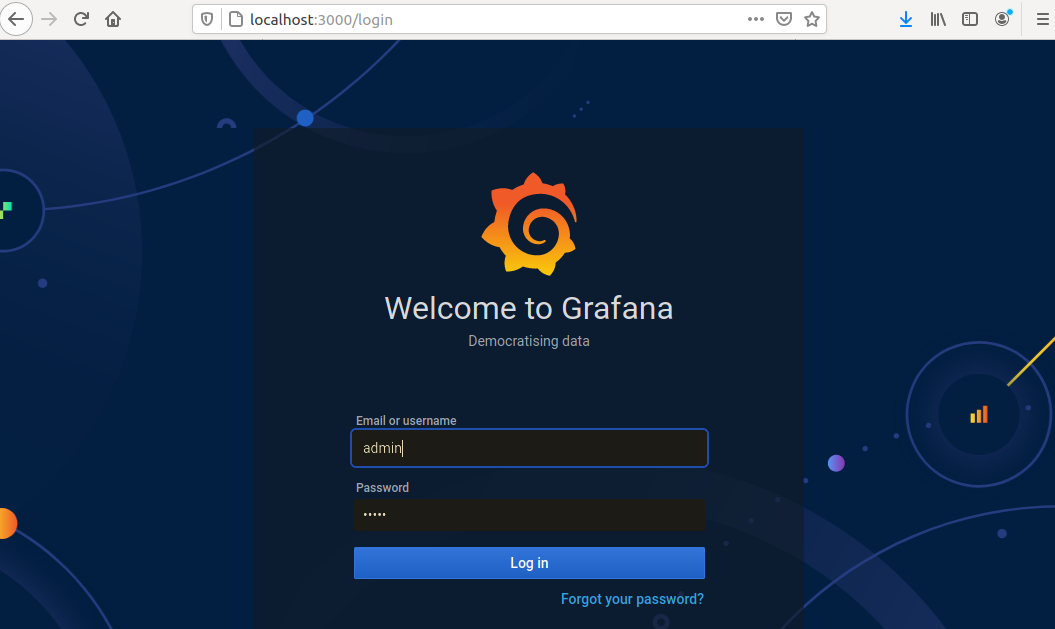 localhost:3000/login
Welcome to Grafana
Democratising data
Email or username
admin
Password
•••••
Log in
Forgot your password?